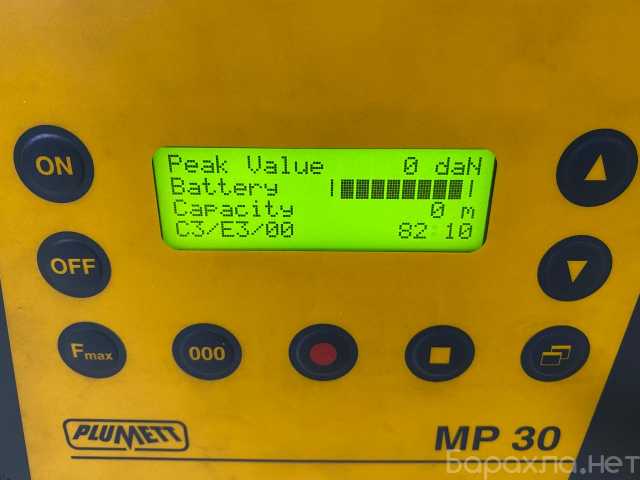 ON
OFF
Peak Value 0 daN
Battery
Capacity 0 m
C3/E3/00 82:10
Fmax
000
PLUMETT
MP 30
Барахла.нет